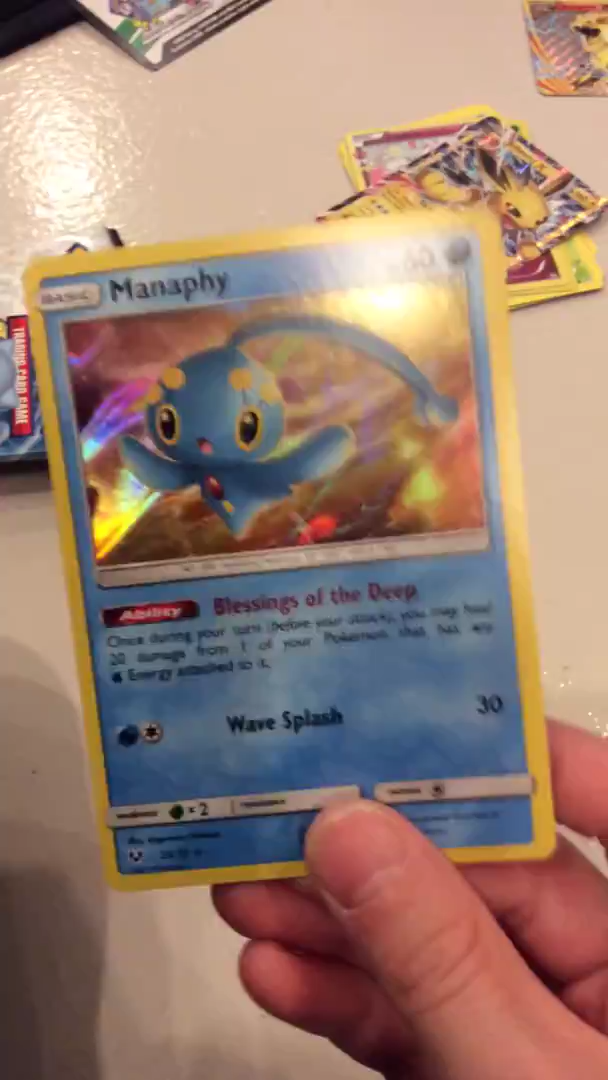 TRADING CARD GAME
BASIC Manaphy
Ability Blessings of the Deep
Once during your turn (before your attack), you may heal
20 damage from 1 of your Pokémon that has any
Energy attached to it.
Wave Splash 30
weakness ×2 resistance